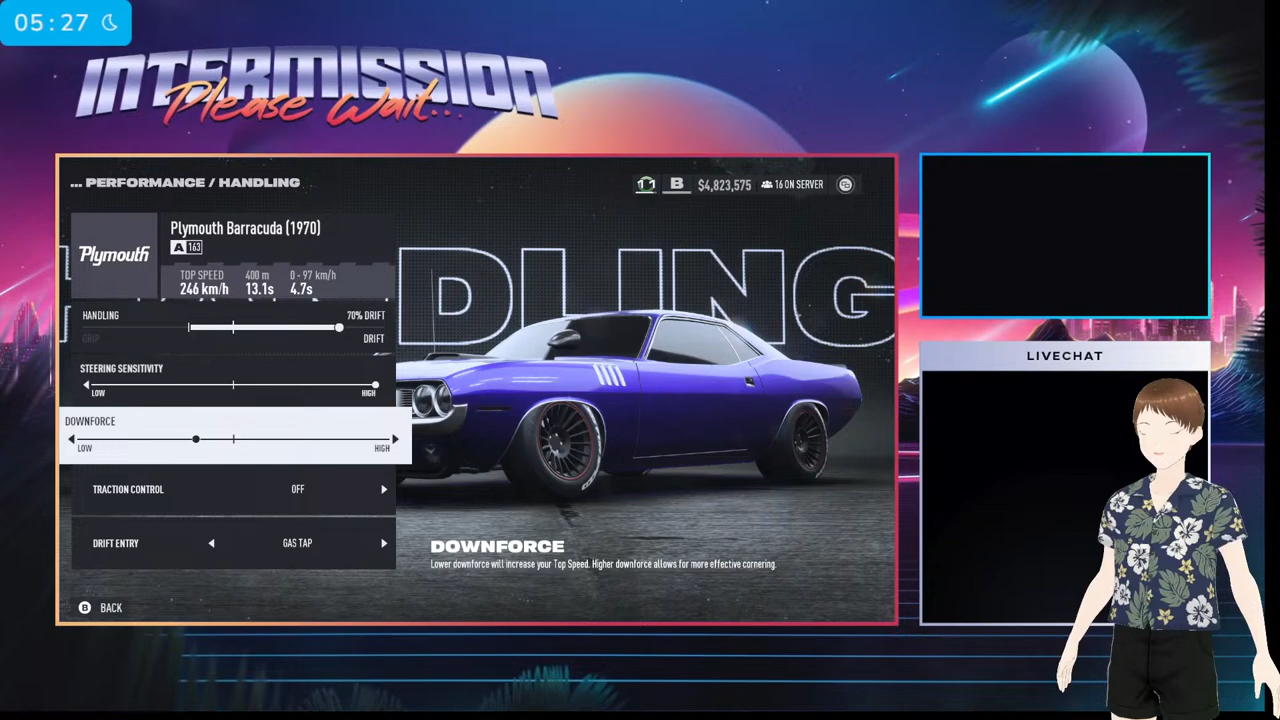 05:27
INTERMISSION
Please Wait...
... PERFORMANCE / HANDLING
B $4,823,575 16 ON SERVER
Plymouth
Plymouth Barracuda (1970)
A 163
TOP SPEED 400 m 0 - 97 km/h
246 km/h 13.1s 4.7s
DLING
HANDLING 70% DRIFT
GRIP DRIFT
STEERING SENSITIVITY
LOW HIGH
DOWNFORCE
LOW HIGH
TRACTION CONTROL OFF
DRIFT ENTRY GAS TAP
DOWNFORCE
Lower downforce will increase your Top Speed. Higher downforce allows for more effective cornering.
B BACK
LIVECHAT